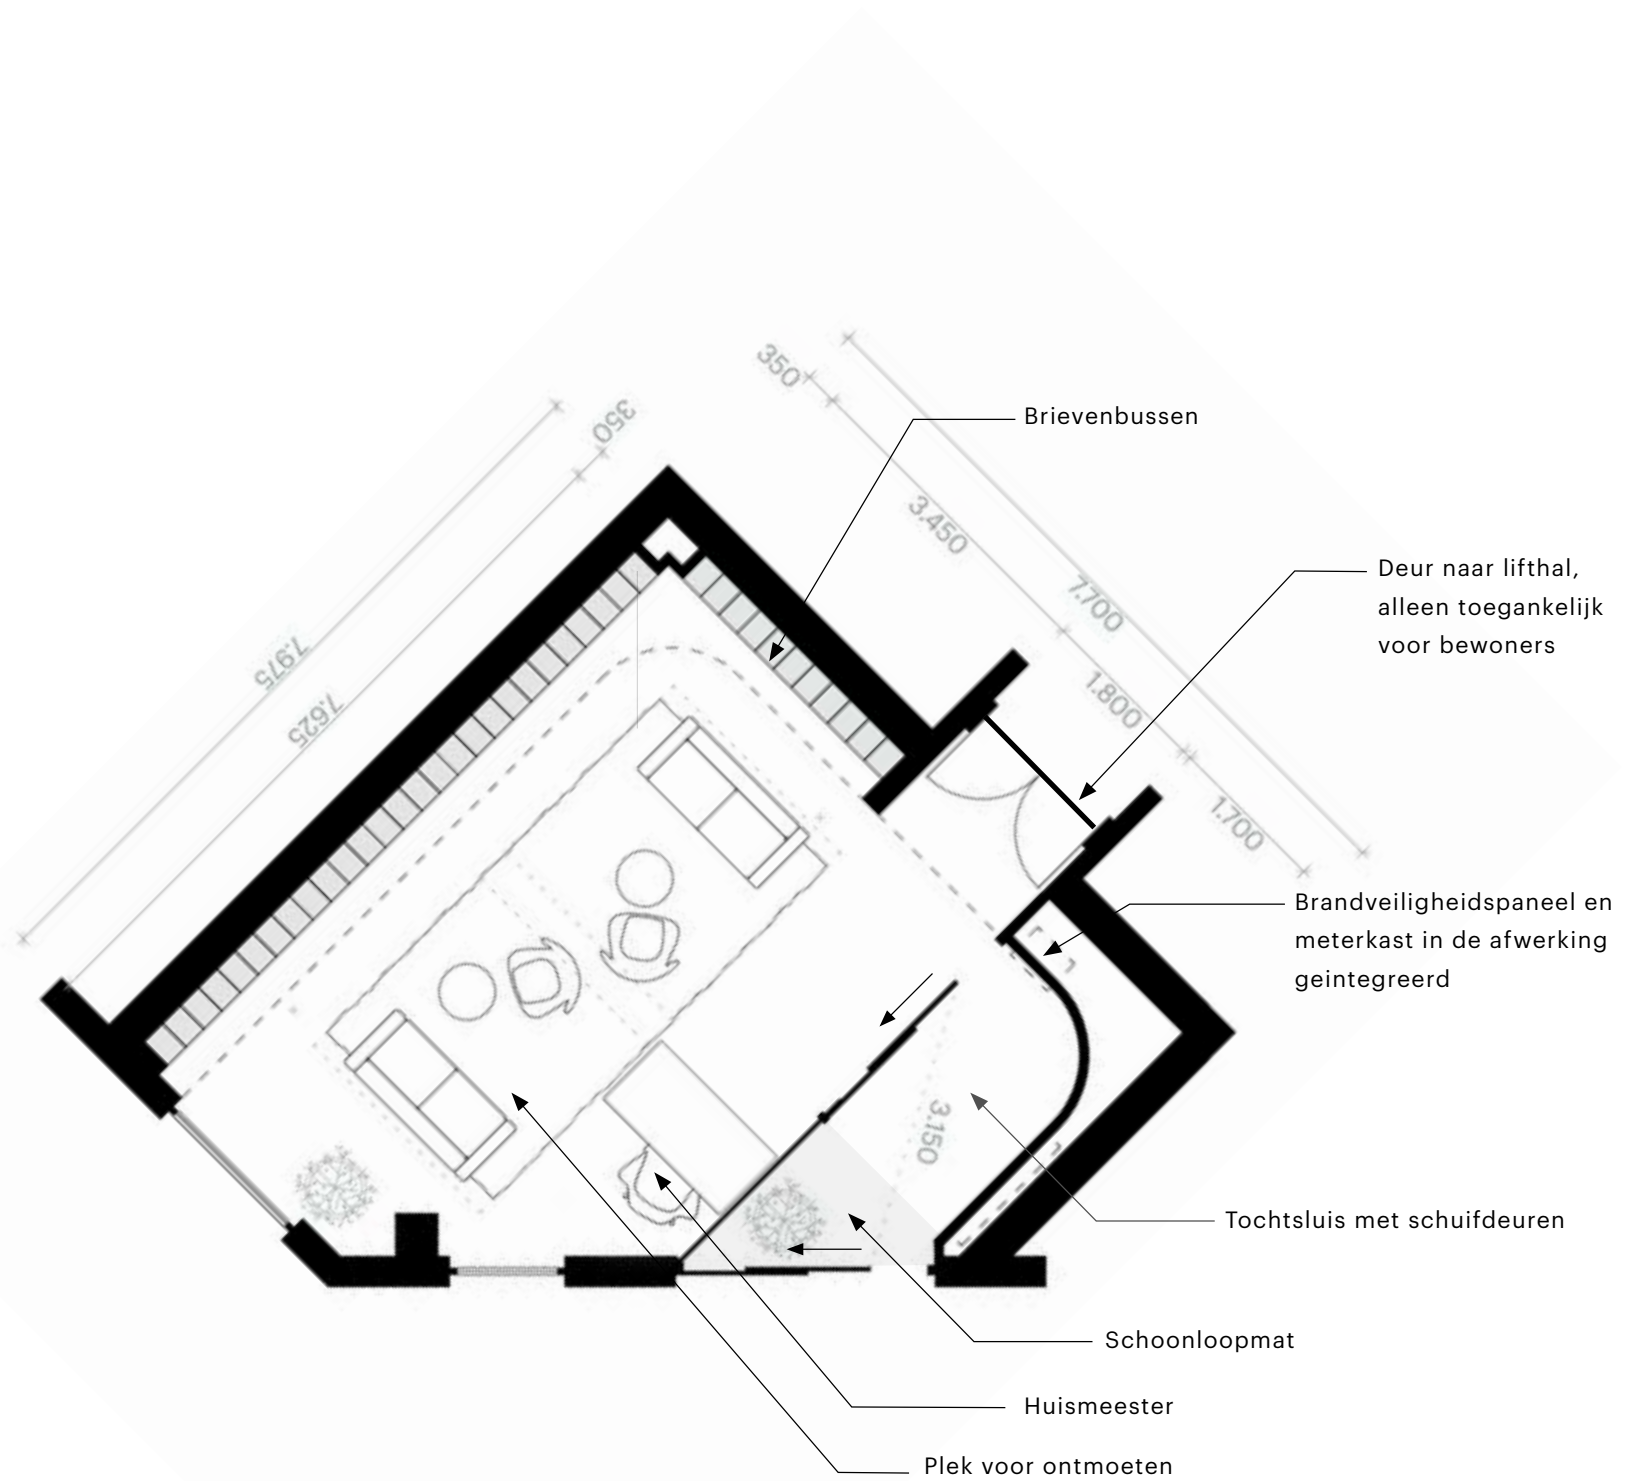 350
350
Brievenbussen
3.450
Deur naar lifthal,
alleen toegankelijk
voor bewoners
7.700
7.975
7.625
1.800
1.700
Brandveiligheidspaneel en
meterkast in de afwerking
geintegreerd
3.150
Tochtsluis met schuifdeuren
Schoonloopmat
Huismeester
Plek voor ontmoeten